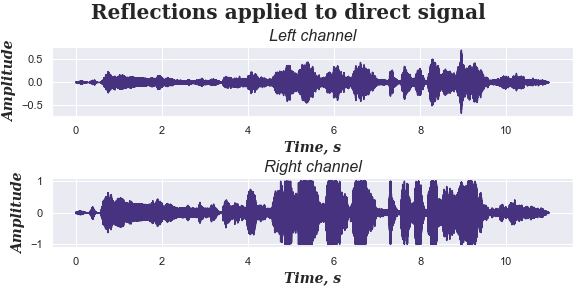 Reflections applied to direct signal
Left channel
Amplitude
0.5
0.0
−0.5
0 2 4 6 8 10
Time, s
Right channel
Amplitude
1
0
−1
0 2 4 6 8 10
Time, s